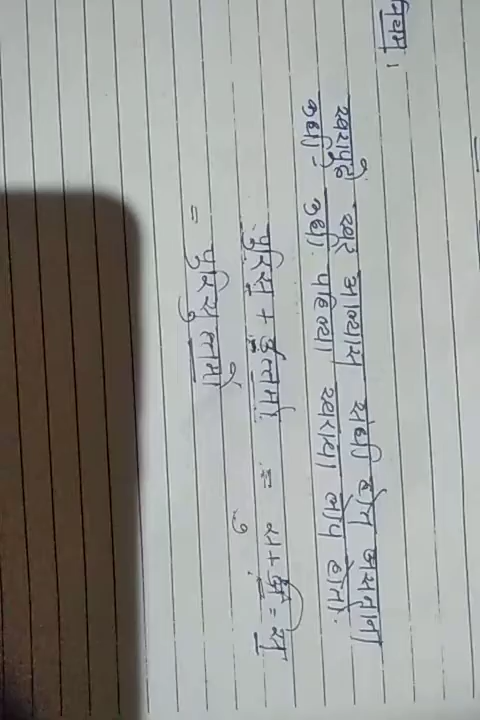 नियम :
स्वरापुढे स्वर आल्यास संधी होत असताना
कधी - कधी पहिल्या स्वराचा लोप होतो.
पुरिस + उत्तमो = स + उ = सु
= पुरिसुत्तमो